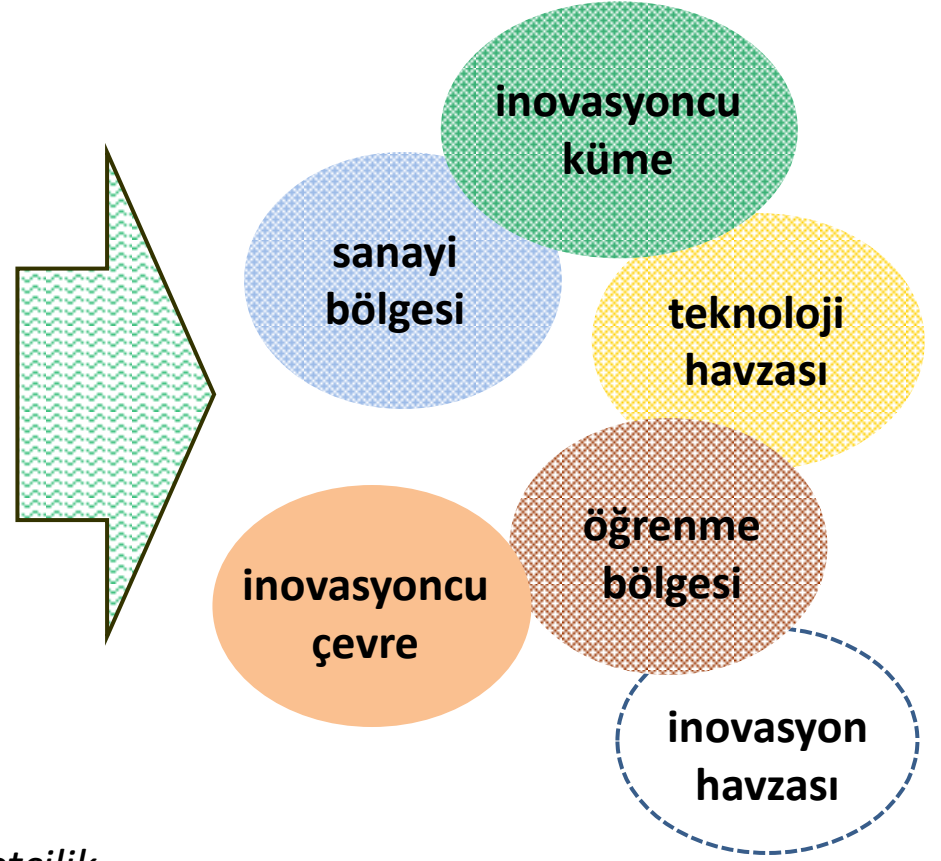 inovasyoncu
küme
sanayi
bölgesi
teknoloji
havzası
öğrenme
bölgesi
inovasyoncu
çevre
inovasyon
havzası